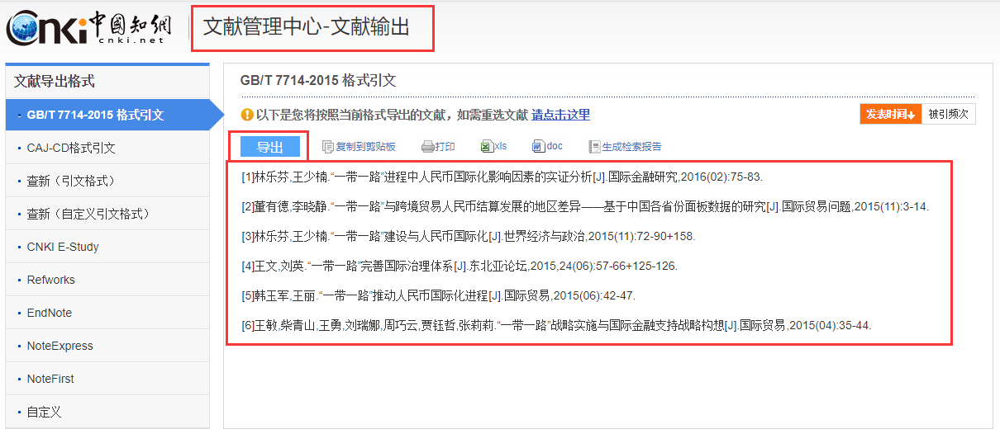 Cnki中國知網
cnki.net
文献管理中心-文献输出
文献导出格式
GB/T 7714-2015 格式引文
CAJ-CD格式引文
查新（引文格式）
查新（自定义引文格式）
CNKI E-Study
Refworks
EndNote
NoteExpress
NoteFirst
自定义
GB/T 7714-2015 格式引文
以下是您将按照当前格式导出的文献，如需重选文献 请点击这里
发表时间 被引频次
导出 复制到剪贴板 打印 xls doc 生成检索报告
[1]林乐芬,王少楠.“一带一路”进程中人民币国际化影响因素的实证分析[J].国际金融研究,2016(02):75-83.
[2]董有德,李晓静.“一带一路”与跨境贸易人民币结算发展的地区差异——基于中国各省份面板数据的研究[J].国际贸易问题,2015(11):3-14.
[3]林乐芬,王少楠.“一带一路”建设与人民币国际化[J].世界经济与政治,2015(11):72-90+158.
[4]王文,刘英.“一带一路”完善国际治理体系[J].东北亚论坛,2015,24(06):57-66+125-126.
[5]韩玉军,王丽.“一带一路”推动人民币国际化进程[J].国际贸易,2015(06):42-47.
[6]王敏,柴青山,王勇,刘瑞娜,周巧云,贾钰哲,张莉莉.“一带一路”战略实施与国际金融支持战略构想[J].国际贸易,2015(04):35-44.